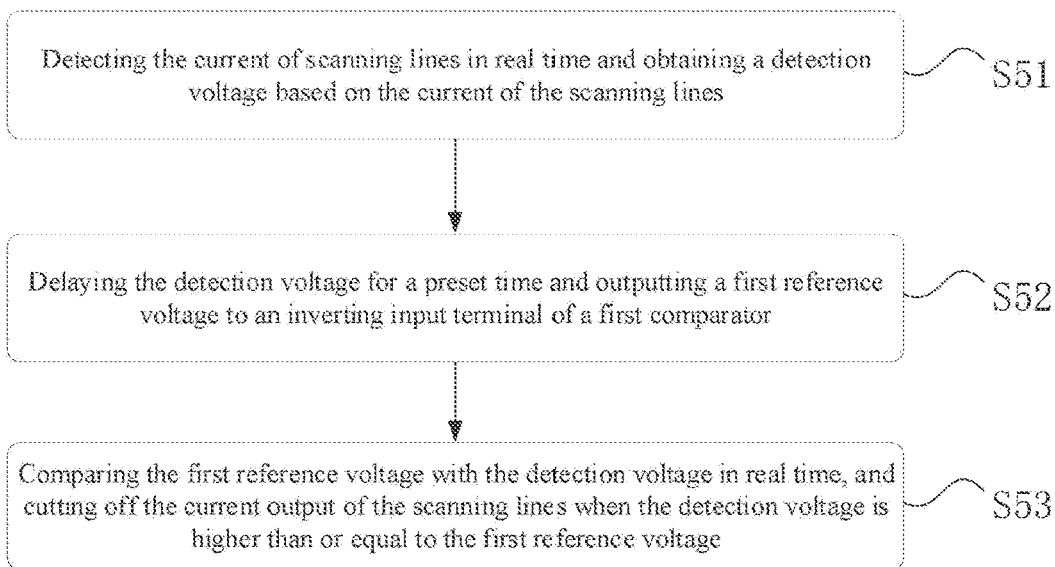 Detecting the current of scanning lines in real time and obtaining a detection
voltage based on the current of the scanning lines
S51
Delaying the detection voltage for a preset time and outputting a first reference
voltage to an inverting input terminal of a first comparator
S52
Comparing the first reference voltage with the detection voltage in real time, and
cutting off the current output of the scanning lines when the detection voltage is
higher than or equal to the first reference voltage
S53